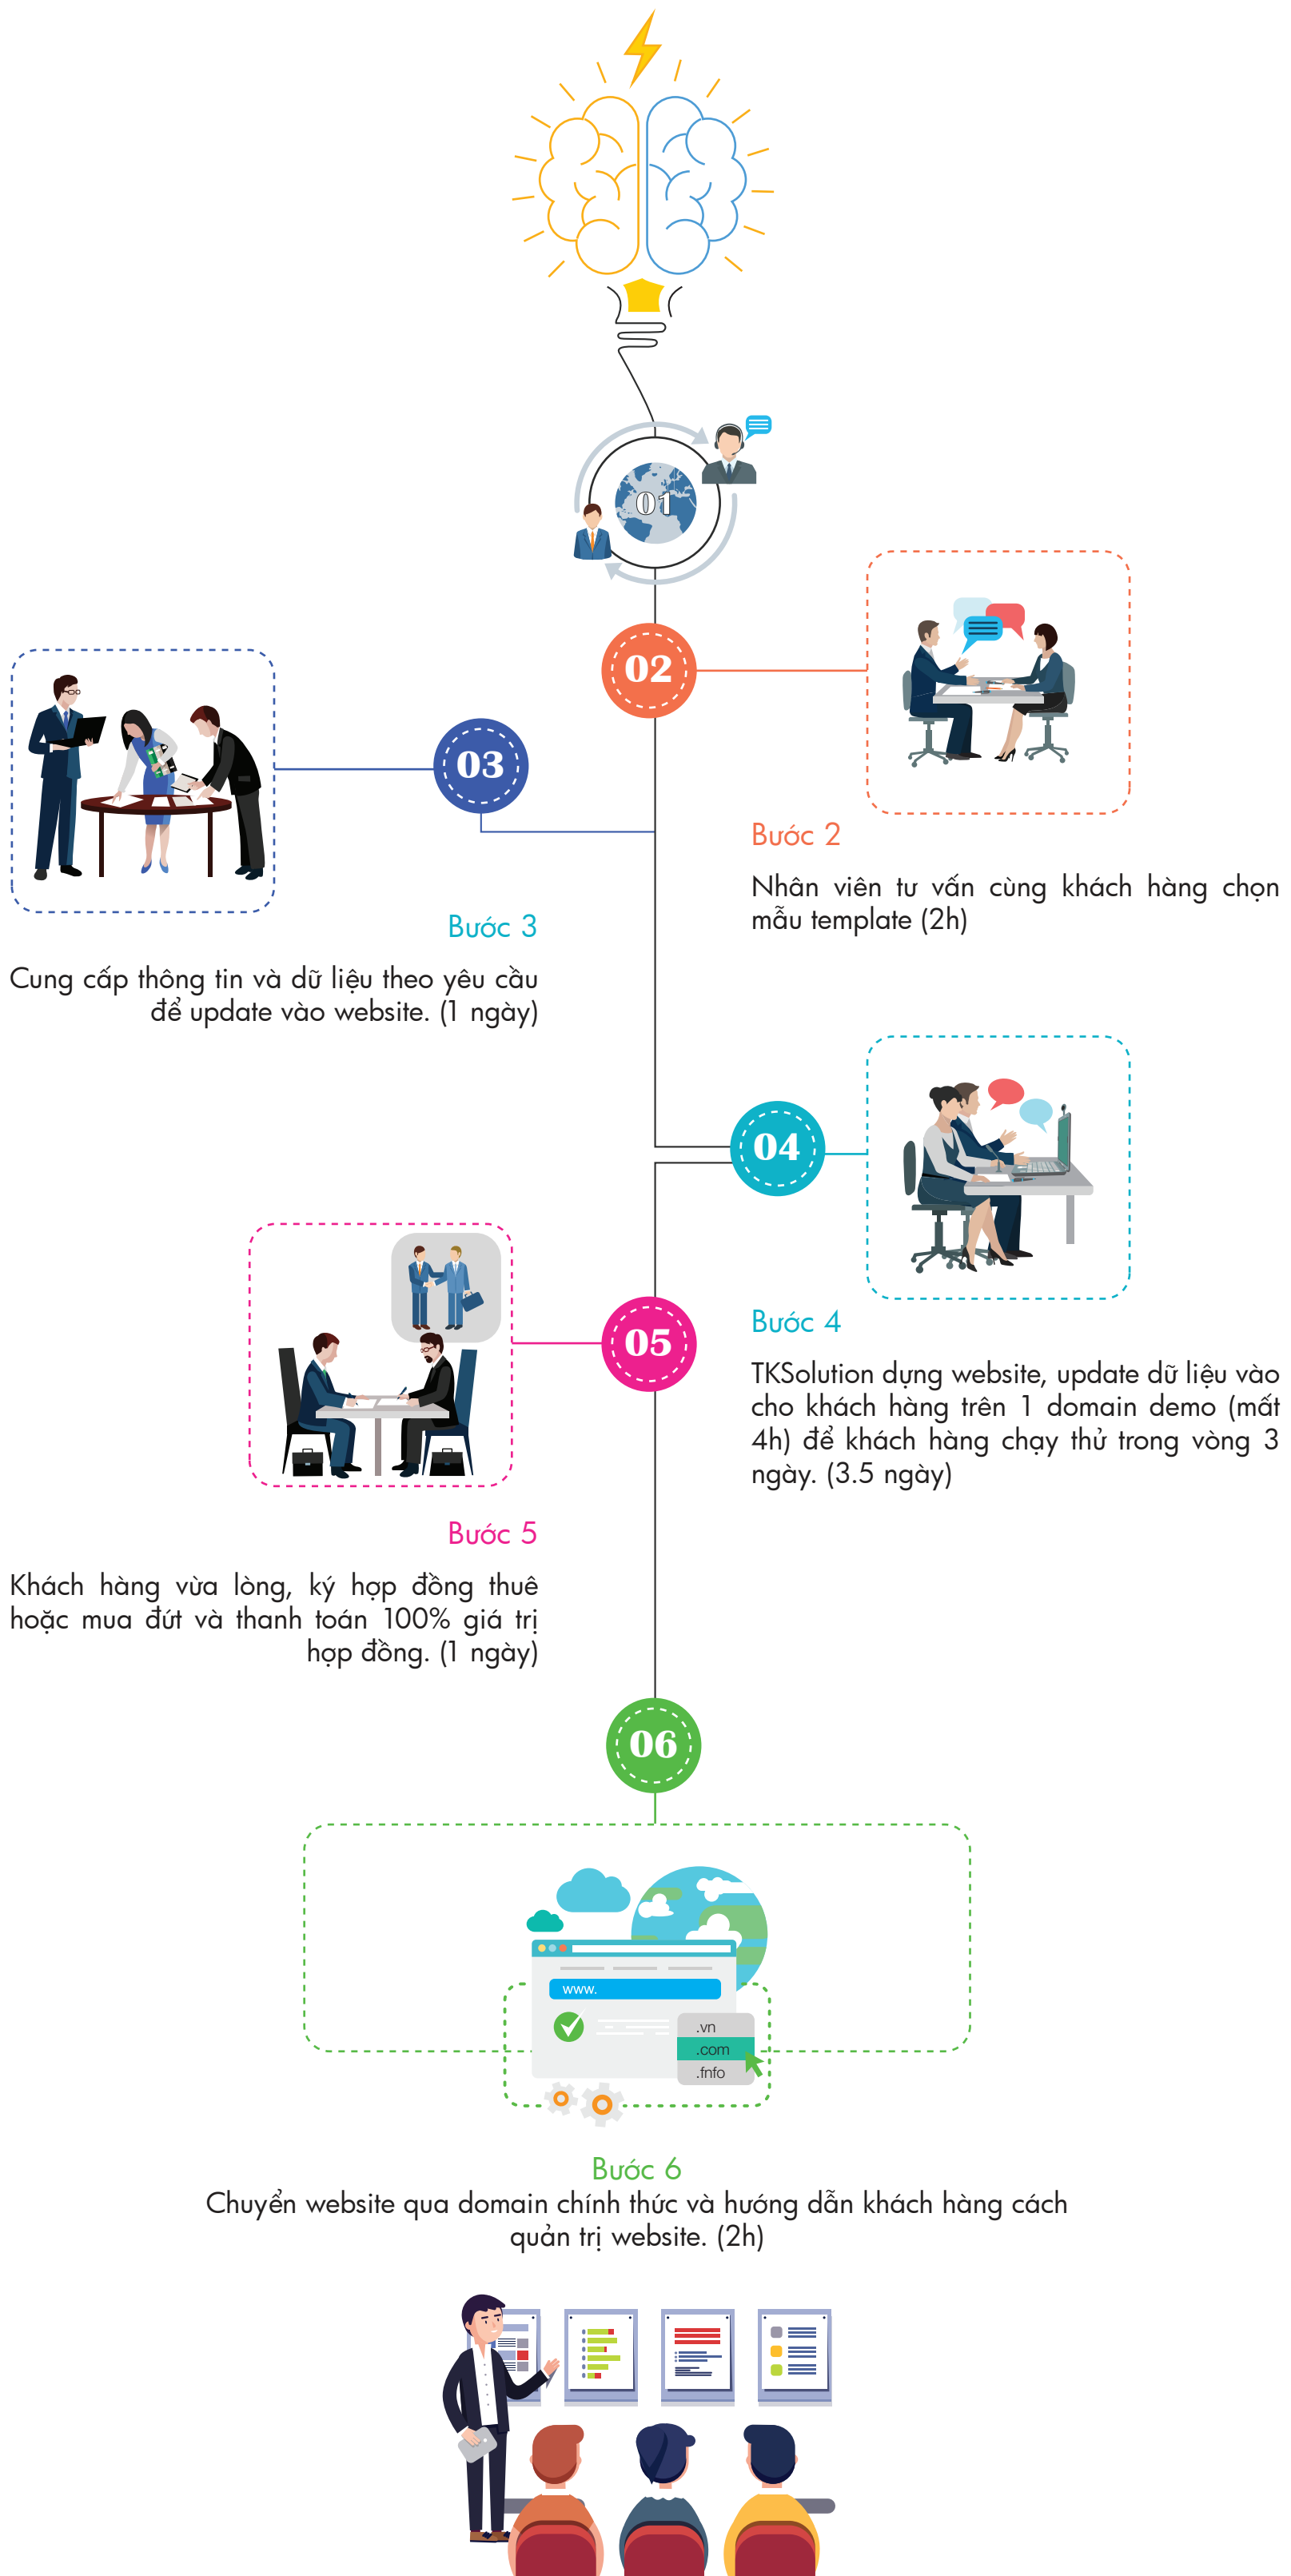 01
02
03
Bước 2
Nhân viên tư vấn cùng khách hàng chọn
mẫu template (2h)
Bước 3
Cung cấp thông tin và dữ liệu theo yêu cầu
để update vào website. (1 ngày)
04
Bước 4
TKSolution dựng website, update dữ liệu vào
cho khách hàng trên 1 domain demo (mất
4h) để khách hàng chạy thử trong vòng 3
ngày. (3.5 ngày)
05
Bước 5
Khách hàng vừa lòng, ký hợp đồng thuê
hoặc mua đứt và thanh toán 100% giá trị
hợp đồng. (1 ngày)
06
www.
.vn
.com
.fnfo
Bước 6
Chuyển website qua domain chính thức và hướng dẫn khách hàng cách
quản trị website. (2h)